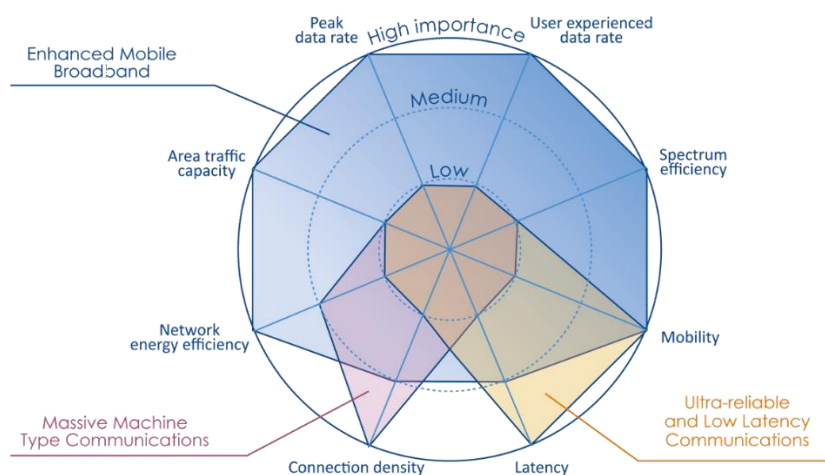 Peak
data rate
High importance
User experienced
data rate
Enhanced Mobile
Broadband
Medium
Area traffic
capacity
Low
Spectrum
efficiency
Network
energy efficiency
Mobility
Massive Machine
Type Communications
Ultra-reliable
and Low Latency
Communications
Connection density
Latency